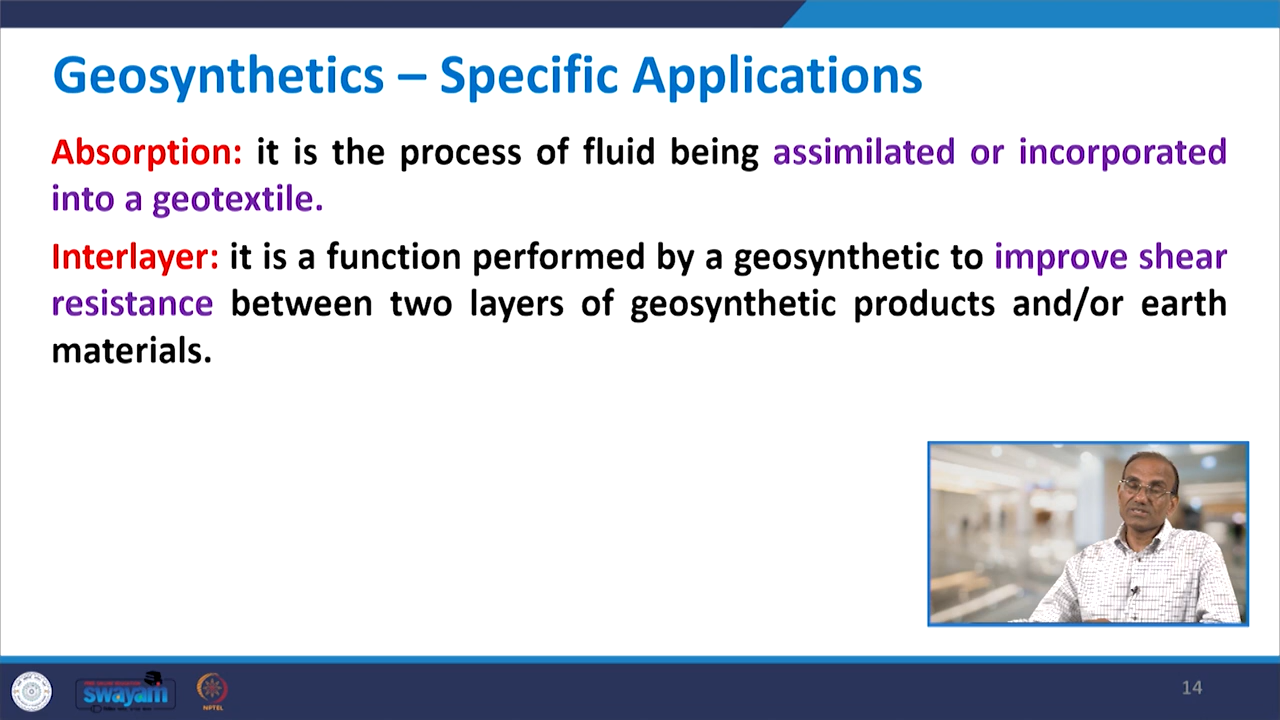 Geosynthetics – Specific Applications
Absorption: it is the process of fluid being assimilated or incorporated
into a geotextile.
Interlayer: it is a function performed by a geosynthetic to improve shear
resistance between two layers of geosynthetic products and/or earth
materials.
swayam
NPTEL
14